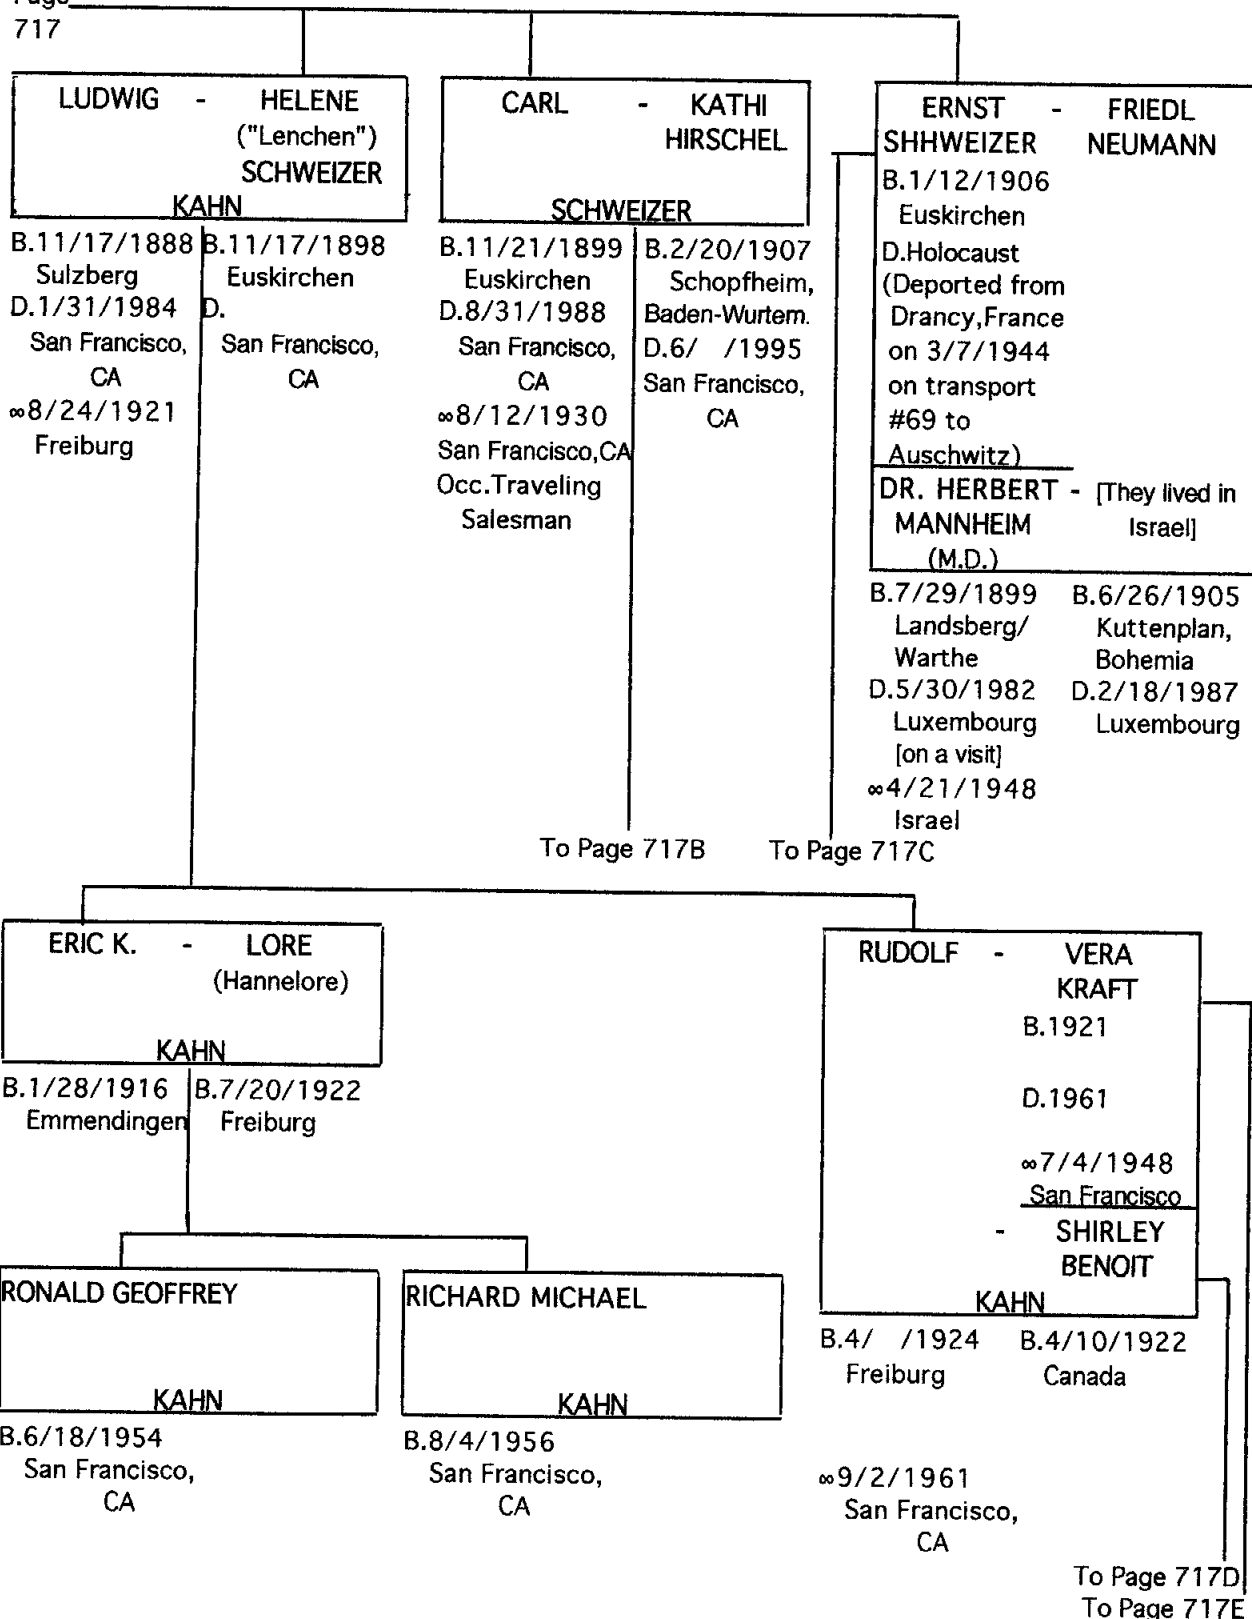 717
LUDWIG - HELENE
("Lenchen")
SCHWEIZER
KAHN
B.11/17/1888 B.11/17/1898
Sulzberg Euskirchen
D.1/31/1984 D.
San Francisco, San Francisco,
CA CA
∞8/24/1921
Freiburg
CARL - KATHI
HIRSCHEL
SCHWEIZER
B.11/21/1899 B.2/20/1907
Euskirchen Schopfheim,
D.8/31/1988 Baden-Wurtem.
San Francisco, D.6/ /1995
CA San Francisco,
∞8/12/1930 CA
San Francisco,CA
Occ.Traveling
Salesman
ERNST - FRIEDL
SHHWEIZER NEUMANN
B.1/12/1906
Euskirchen
D.Holocaust
(Deported from
Drancy,France
on 3/7/1944
on transport
#69 to
Auschwitz)
DR. HERBERT - [They lived in
MANNHEIM Israel]
(M.D.)
B.7/29/1899 B.6/26/1905
Landsberg/ Kuttenplan,
Warthe Bohemia
D.5/30/1982 D.2/18/1987
Luxembourg Luxembourg
[on a visit]
∞4/21/1948
Israel
To Page 717B To Page 717C
ERIC K. - LORE
(Hannelore)
KAHN
B.1/28/1916 B.7/20/1922
Emmendingen Freiburg
RUDOLF - VERA
KRAFT
B.1921
D.1961
∞7/4/1948
San Francisco
- SHIRLEY
BENOIT
KAHN
B.4/ /1924 B.4/10/1922
Freiburg Canada
∞9/2/1961
San Francisco,
CA
RONALD GEOFFREY
KAHN
B.6/18/1954
San Francisco,
CA
RICHARD MICHAEL
KAHN
B.8/4/1956
San Francisco,
CA
To Page 717D
To Page 717E